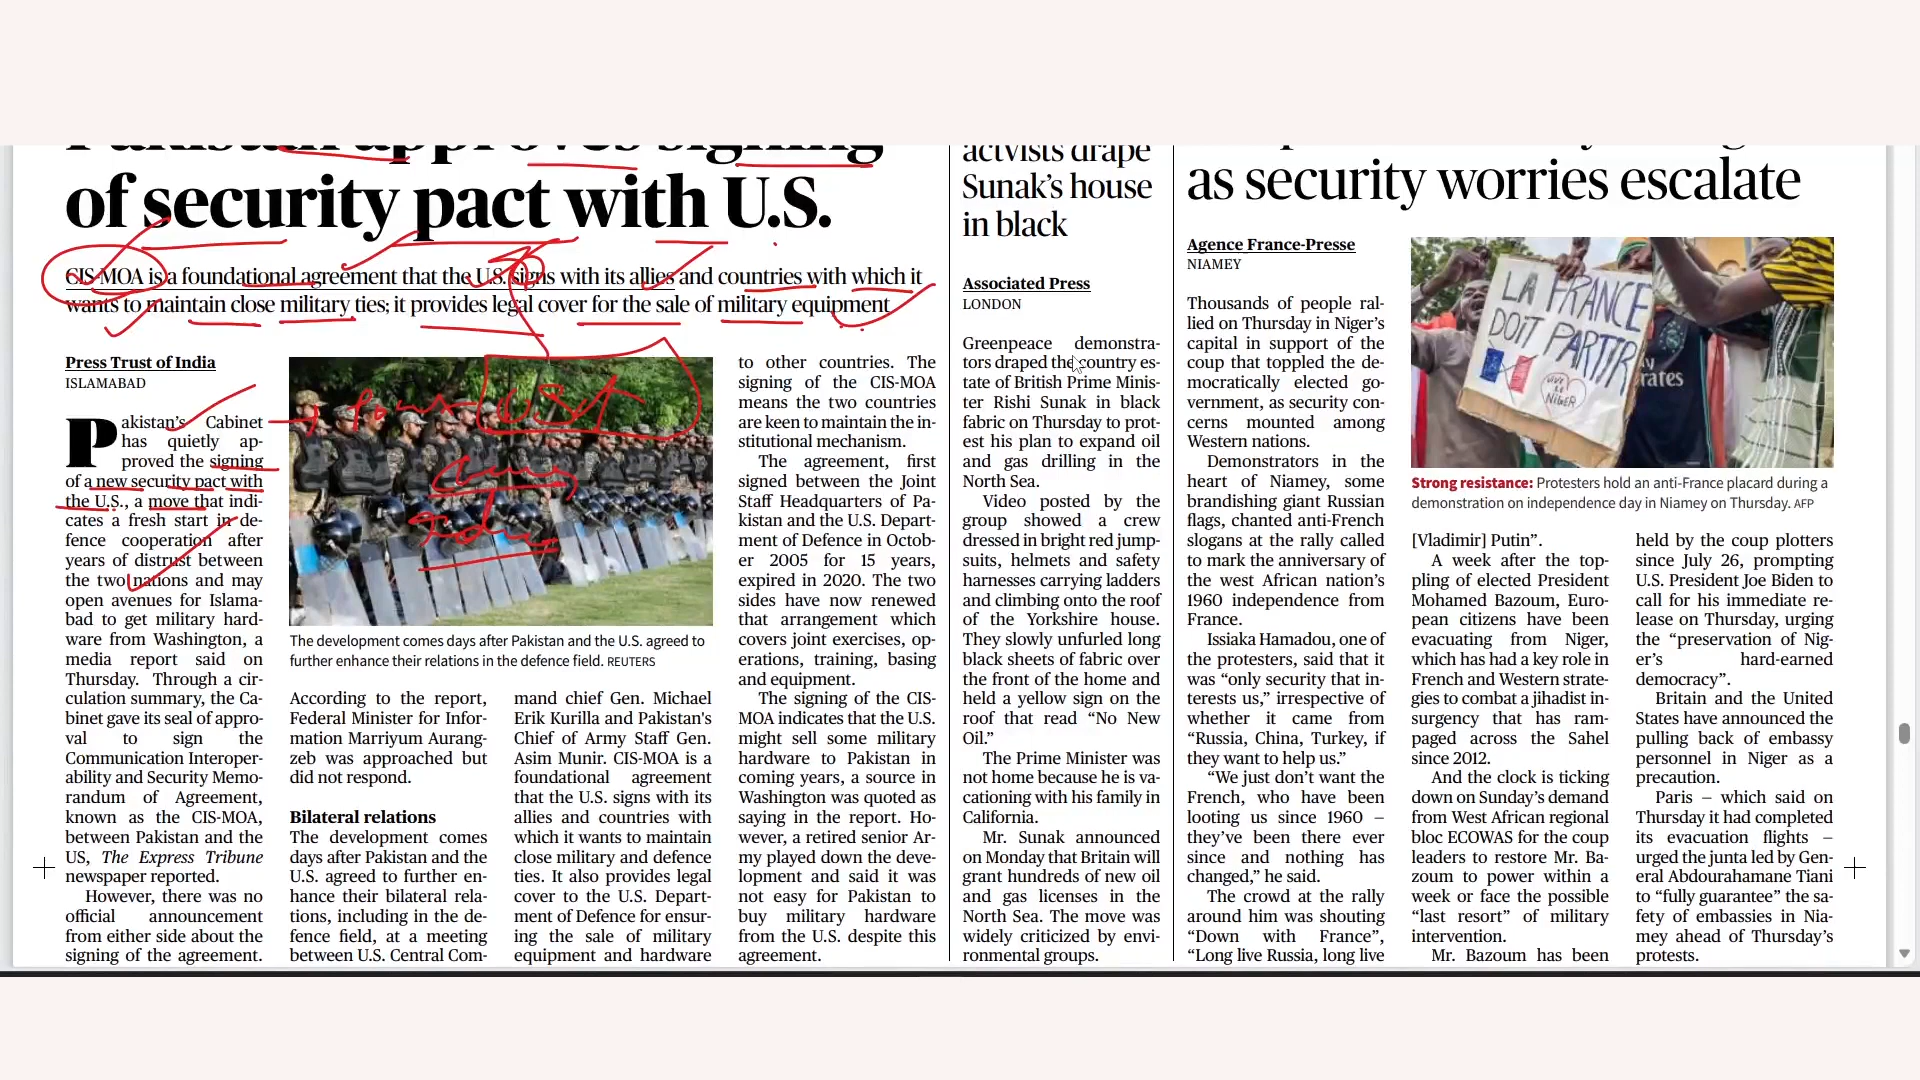 Pakistan approves signing
of security pact with U.S.
CIS-MOA is a foundational agreement that the U.S. signs with its allies and countries with which it
wants to maintain close military ties; it provides legal cover for the sale of military equipment
Press Trust of India
ISLAMABAD
Pakistan's Cabinet
has quietly ap-
proved the signing
of a new security pact with
the U.S., a move that indi-
cates a fresh start in de-
fence cooperation after
years of distrust between
the two nations and may
open avenues for Islama-
bad to get military hard-
ware from Washington, a
media report said on
Thursday. Through a cir-
culation summary, the Ca-
binet gave its seal of appro-
val to sign the
Communication Interoper-
ability and Security Memo-
randum of Agreement,
known as the CIS-MOA,
between Pakistan and the
US, The Express Tribune
newspaper reported.
However, there was no
official announcement
from either side about the
signing of the agreement.
USA
The development comes days after Pakistan and the U.S. agreed to
further enhance their relations in the defence field. REUTERS
According to the report,
Federal Minister for Infor-
mation Marriyum Aurang-
zeb was approached but
did not respond.
Bilateral relations
The development comes
days after Pakistan and the
U.S. agreed to further en-
hance their bilateral rela-
tions, including in the de-
fence field, at a meeting
between U.S. Central Com-
mand chief Gen. Michael
Erik Kurilla and Pakistan's
Chief of Army Staff Gen.
Asim Munir. CIS-MOA is a
foundational agreement
that the U.S. signs with its
allies and countries with
which it wants to maintain
close military and defence
ties. It also provides legal
cover to the U.S. Depart-
ment of Defence for ensur-
ing the sale of military
equipment and hardware
to other countries. The
signing of the CIS-MOA
means the two countries
are keen to maintain the in-
stitutional mechanism.
The agreement, first
signed between the Joint
Staff Headquarters of Pa-
kistan and the U.S. Depart-
ment of Defence in Octob-
er 2005 for 15 years,
expired in 2020. The two
sides have now renewed
that arrangement which
covers joint exercises, op-
erations, training, basing
and equipment.
The signing of the CIS-
MOA indicates that the U.S.
might sell some military
hardware to Pakistan in
coming years, a source in
Washington was quoted as
saying in the report. Ho-
wever, a retired senior Ar-
my played down the deve-
lopment and said it was
not easy for Pakistan to
buy military hardware
from the U.S. despite this
agreement.
actvists drape
Sunak's house
in black
Associated Press
LONDON
Greenpeace demonstra-
tors draped the country es-
tate of British Prime Minis-
ter Rishi Sunak in black
fabric on Thursday to prot-
est his plan to expand oil
and gas drilling in the
North Sea.
Video posted by the
group showed a crew
dressed in bright red jump-
suits, helmets and safety
harnesses carrying ladders
and climbing onto the roof
of the Yorkshire house.
They slowly unfurled long
black sheets of fabric over
the front of the home and
held a yellow sign on the
roof that read “No New
Oil.”
The Prime Minister was
not home because he is va-
cationing with his family in
California.
Mr. Sunak announced
on Monday that Britain will
grant hundreds of new oil
and gas licenses in the
North Sea. The move was
widely criticized by envi-
ronmental groups.
as security worries escalate
Agence France-Presse
NIAMEY
Thousands of people ral-
lied on Thursday in Niger's
capital in support of the
coup that toppled the de-
mocratically elected go-
vernment, as security con-
cerns mounted among
Western nations.
Demonstrators in the
heart of Niamey, some
brandishing giant Russian
flags, chanted anti-French
slogans at the rally called
to mark the anniversary of
the west African nation's
1960 independence from
France.
Issiaka Hamadou, one of
the protesters, said that it
was “only security that in-
terests us,” irrespective of
whether it came from
“Russia, China, Turkey, if
they want to help us.”
“We just don't want the
French, who have been
looting us since 1960 –
they've been there ever
since and nothing has
changed,” he said.
The crowd at the rally
around him was shouting
“Down with France”,
“Long live Russia, long live
LA FRANCE
DOIT PARTIR
VIVE
LE
NIGER
Strong resistance: Protesters hold an anti-France placard during a
demonstration on independence day in Niamey on Thursday. AFP
[Vladimir] Putin”.
A week after the top-
pling of elected President
Mohamed Bazoum, Euro-
pean citizens have been
evacuating from Niger,
which has had a key role in
French and Western strate-
gies to combat a jihadist in-
surgency that has ram-
paged across the Sahel
since 2012.
And the clock is ticking
down on Sunday's demand
from West African regional
bloc ECOWAS for the coup
leaders to restore Mr. Ba-
zoum to power within a
week or face the possible
“last resort” of military
intervention.
Mr. Bazoum has been
held by the coup plotters
since July 26, prompting
U.S. President Joe Biden to
call for his immediate re-
lease on Thursday, urging
the “preservation of Nig-
er's hard-earned
democracy”.
Britain and the United
States have announced the
pulling back of embassy
personnel in Niger as a
precaution.
Paris – which said on
Thursday it had completed
its evacuation flights –
urged the junta led by Gen-
eral Abdourahamane Tiani
to “fully guarantee” the sa-
fety of embassies in Nia-
mey ahead of Thursday's
protests.